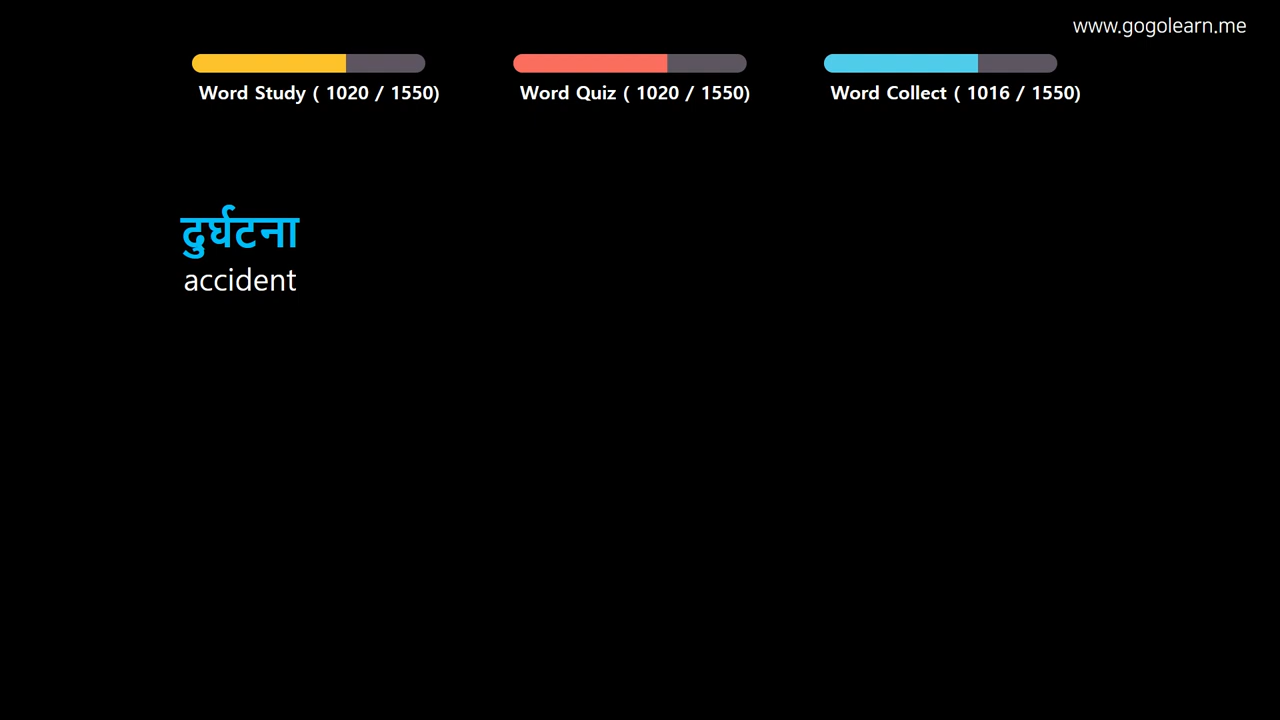 www.gogolearn.me
Word Study ( 1020 / 1550)
Word Quiz ( 1020 / 1550)
Word Collect ( 1016 / 1550)
दुर्घटना
accident